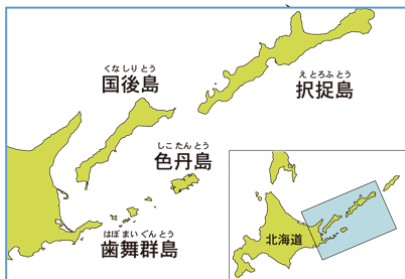 くなしりとう
国後島
えとろふとう
択捉島
しこたんとう
色丹島
はぼまいぐんとう
歯舞群島
北海道